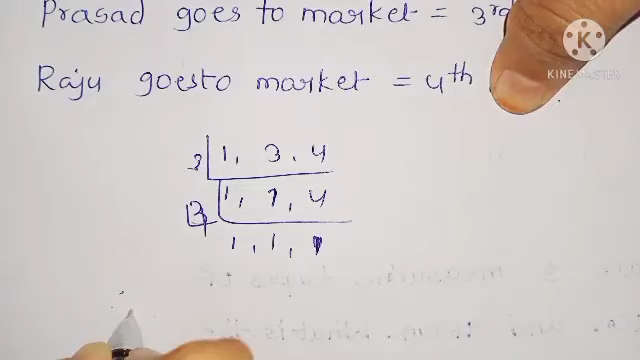 Prasad goes to market = 3rd
K
KINEMASTER
Raju goesto market = 4th
3 1, 3, 4
1, 1, 4
1, 1, 1